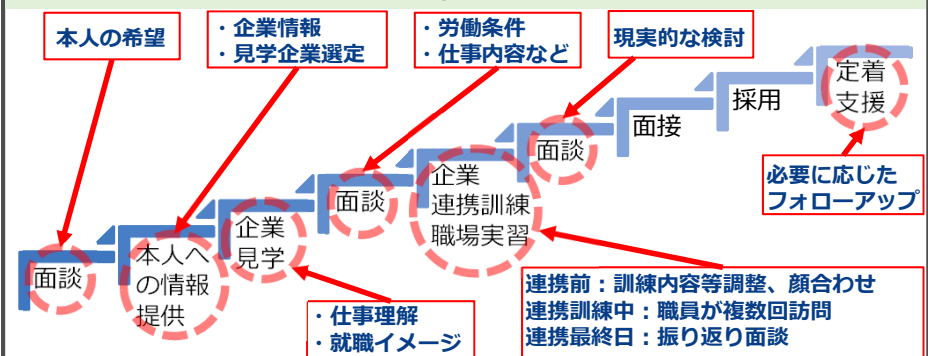 本人の希望
・企業情報
・見学企業選定
・労働条件
・仕事内容など
現実的な検討
定着
支援
採用
面接
面談
企業
連携訓練
職場実習
面談
企業
見学
本人へ
の情報
提供
面談
必要に応じた
フォローアップ
・仕事理解
・就職イメージ
連携前：訓練内容等調整、顔合わせ
連携訓練中：職員が複数回訪問
連携最終日：振り返り面談